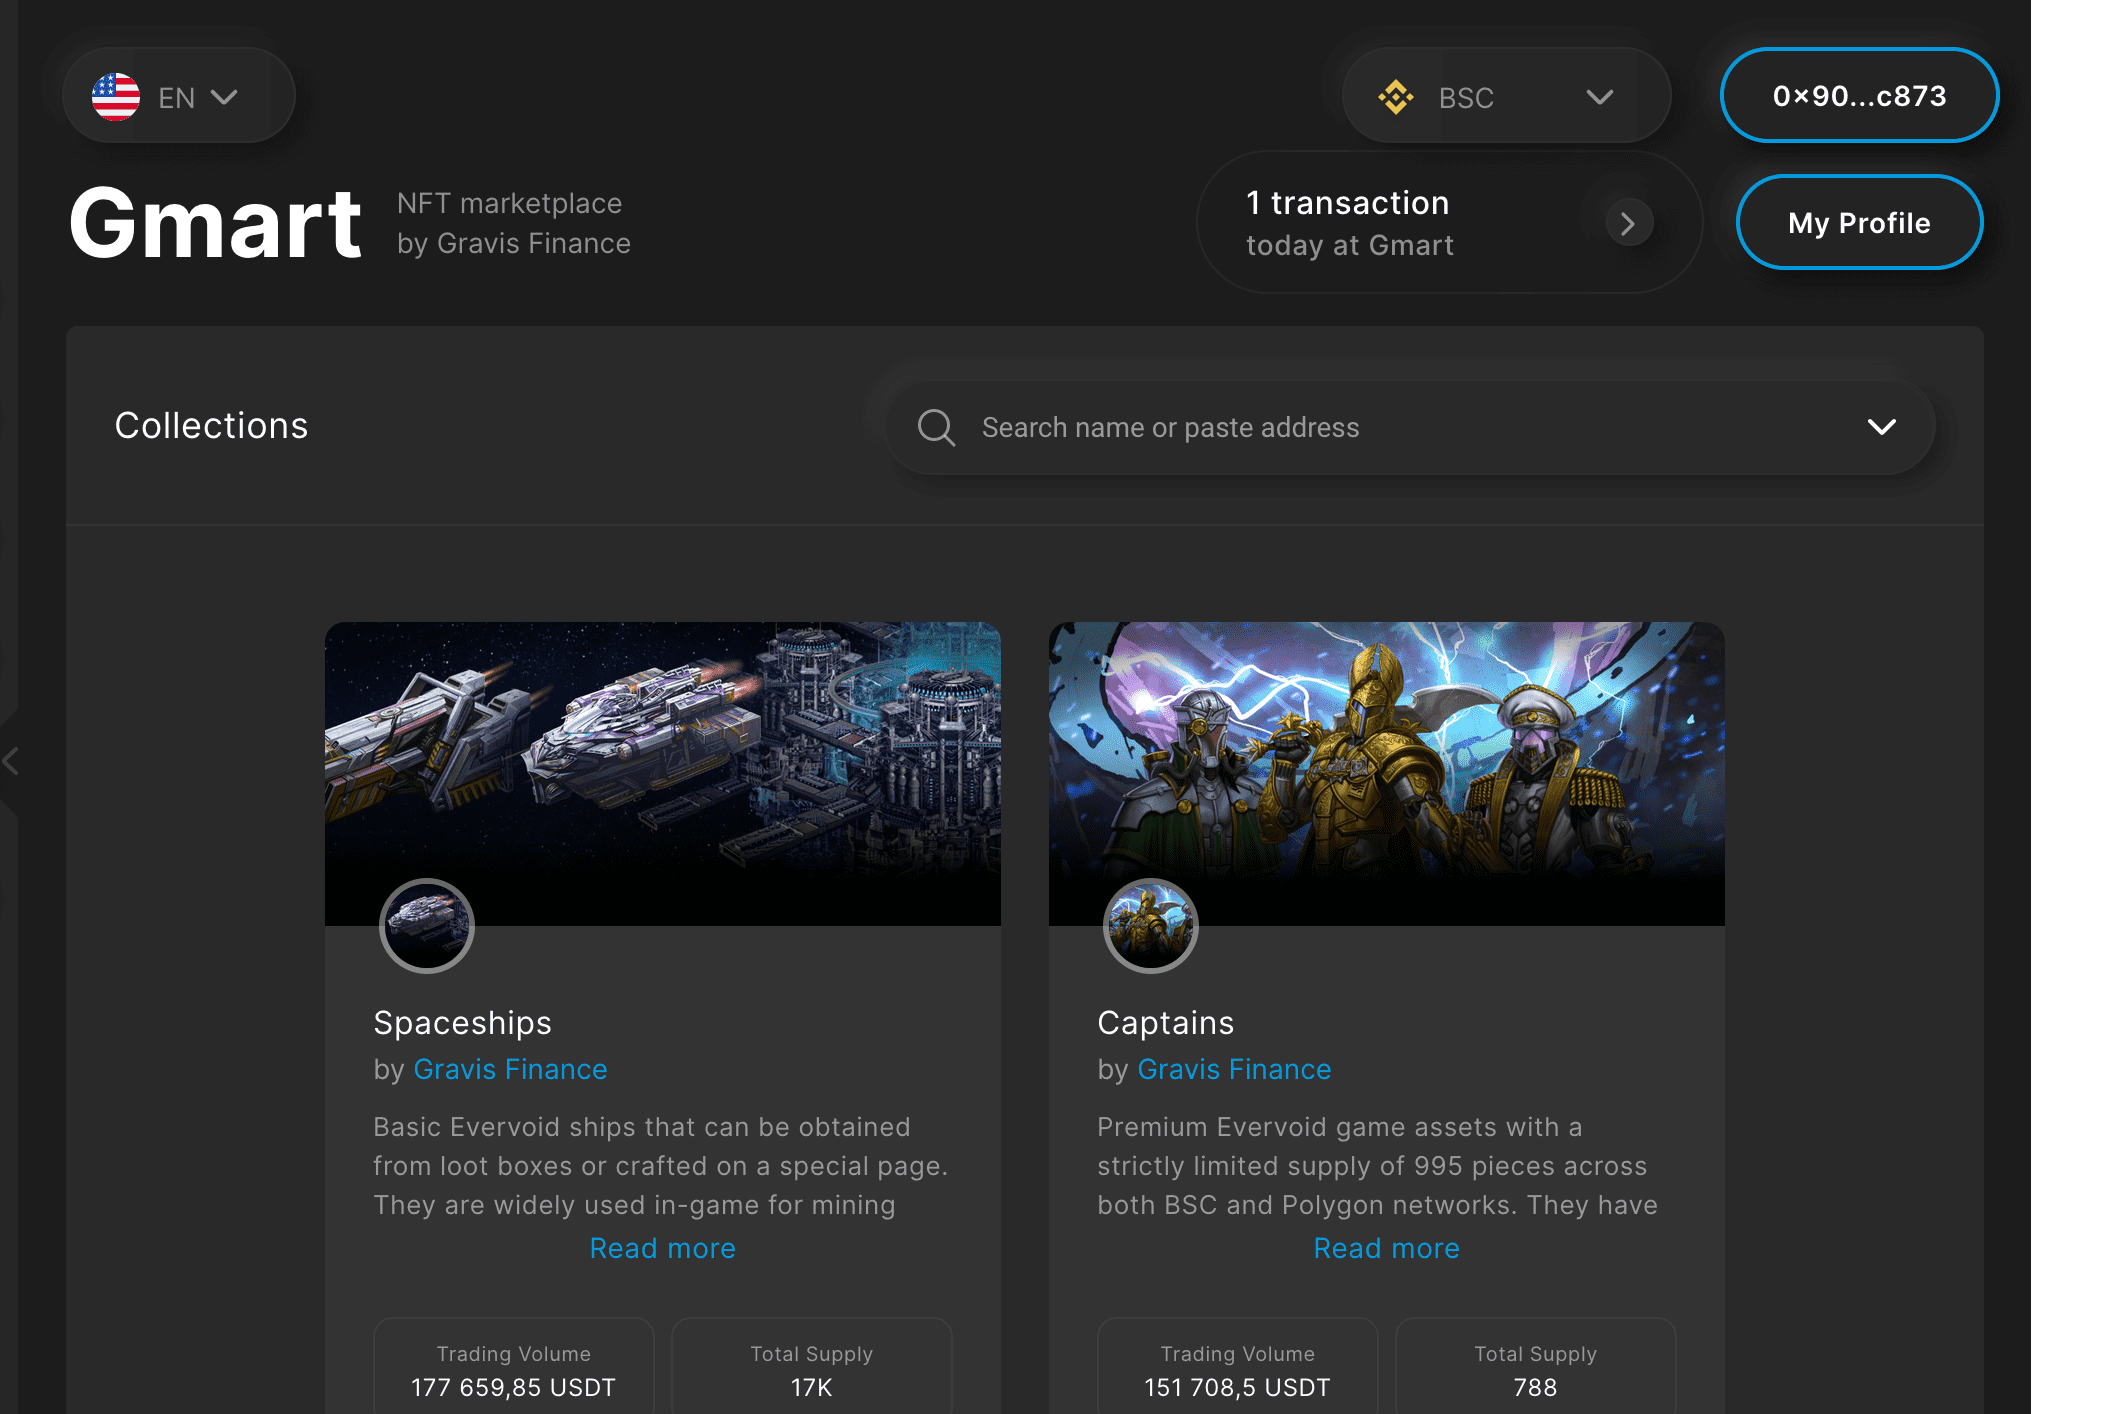 EN
BSC
0×90...c873
Gmart
NFT marketplace
by Gravis Finance
1 transaction
today at Gmart
My Profile
Collections
Search name or paste address
Spaceships
by Gravis Finance
Basic Evervoid ships that can be obtained
from loot boxes or crafted on a special page.
They are widely used in-game for mining
Read more
Trading Volume
177 659,85 USDT
Total Supply
17K
Captains
by Gravis Finance
Premium Evervoid game assets with a
strictly limited supply of 995 pieces across
both BSC and Polygon networks. They have
Read more
Trading Volume
151 708,5 USDT
Total Supply
788